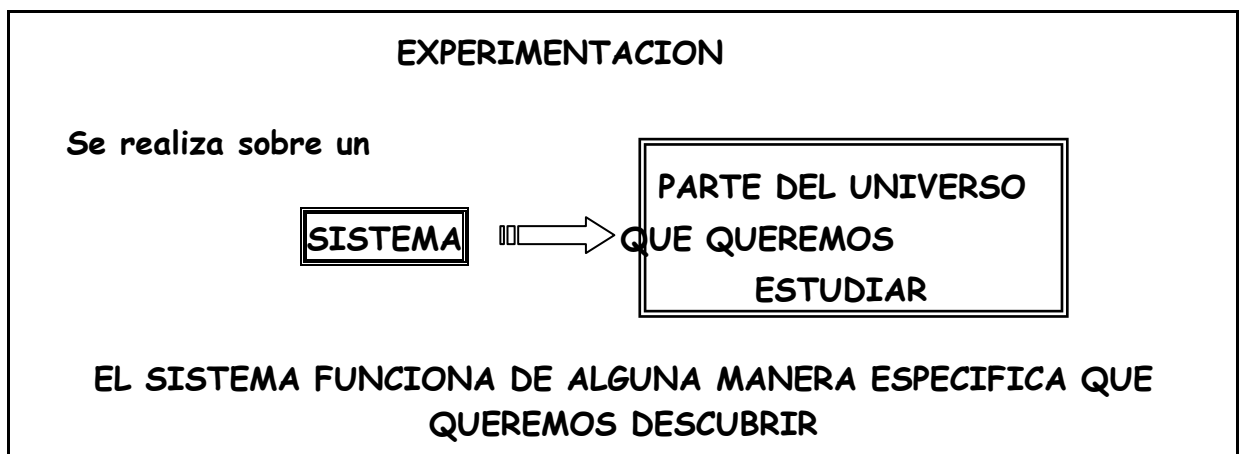 EXPERIMENTACION
Se realiza sobre un
SISTEMA
PARTE DEL UNIVERSO
QUE QUEREMOS
ESTUDIAR
EL SISTEMA FUNCIONA DE ALGUNA MANERA ESPECIFICA QUE
QUEREMOS DESCUBRIR